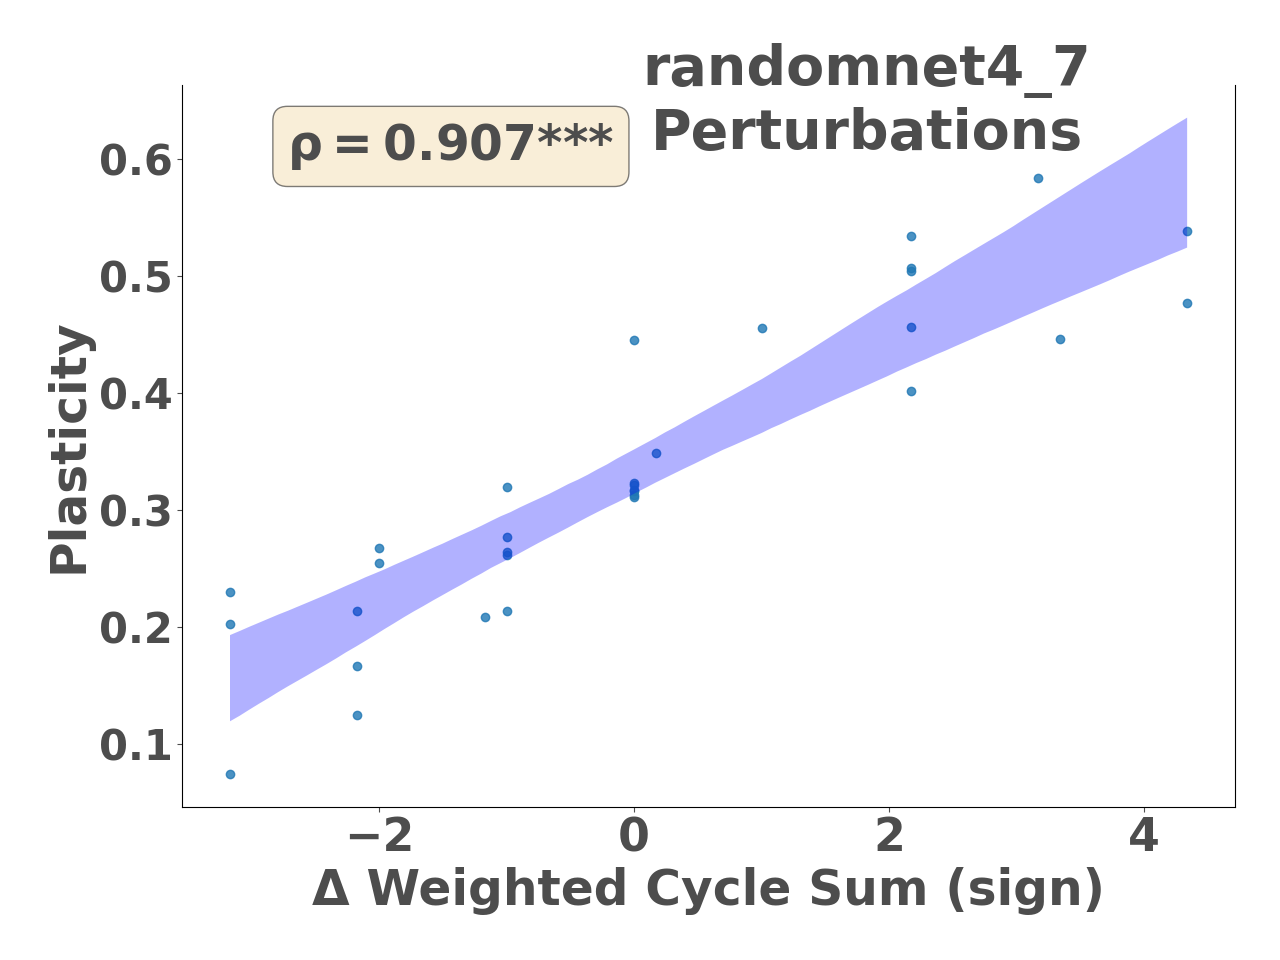 randomnet4_7
Perturbations
ρ = 0.907***
Plasticity
0.6
0.5
0.4
0.3
0.2
0.1
−2 0 2 4
Δ Weighted Cycle Sum (sign)